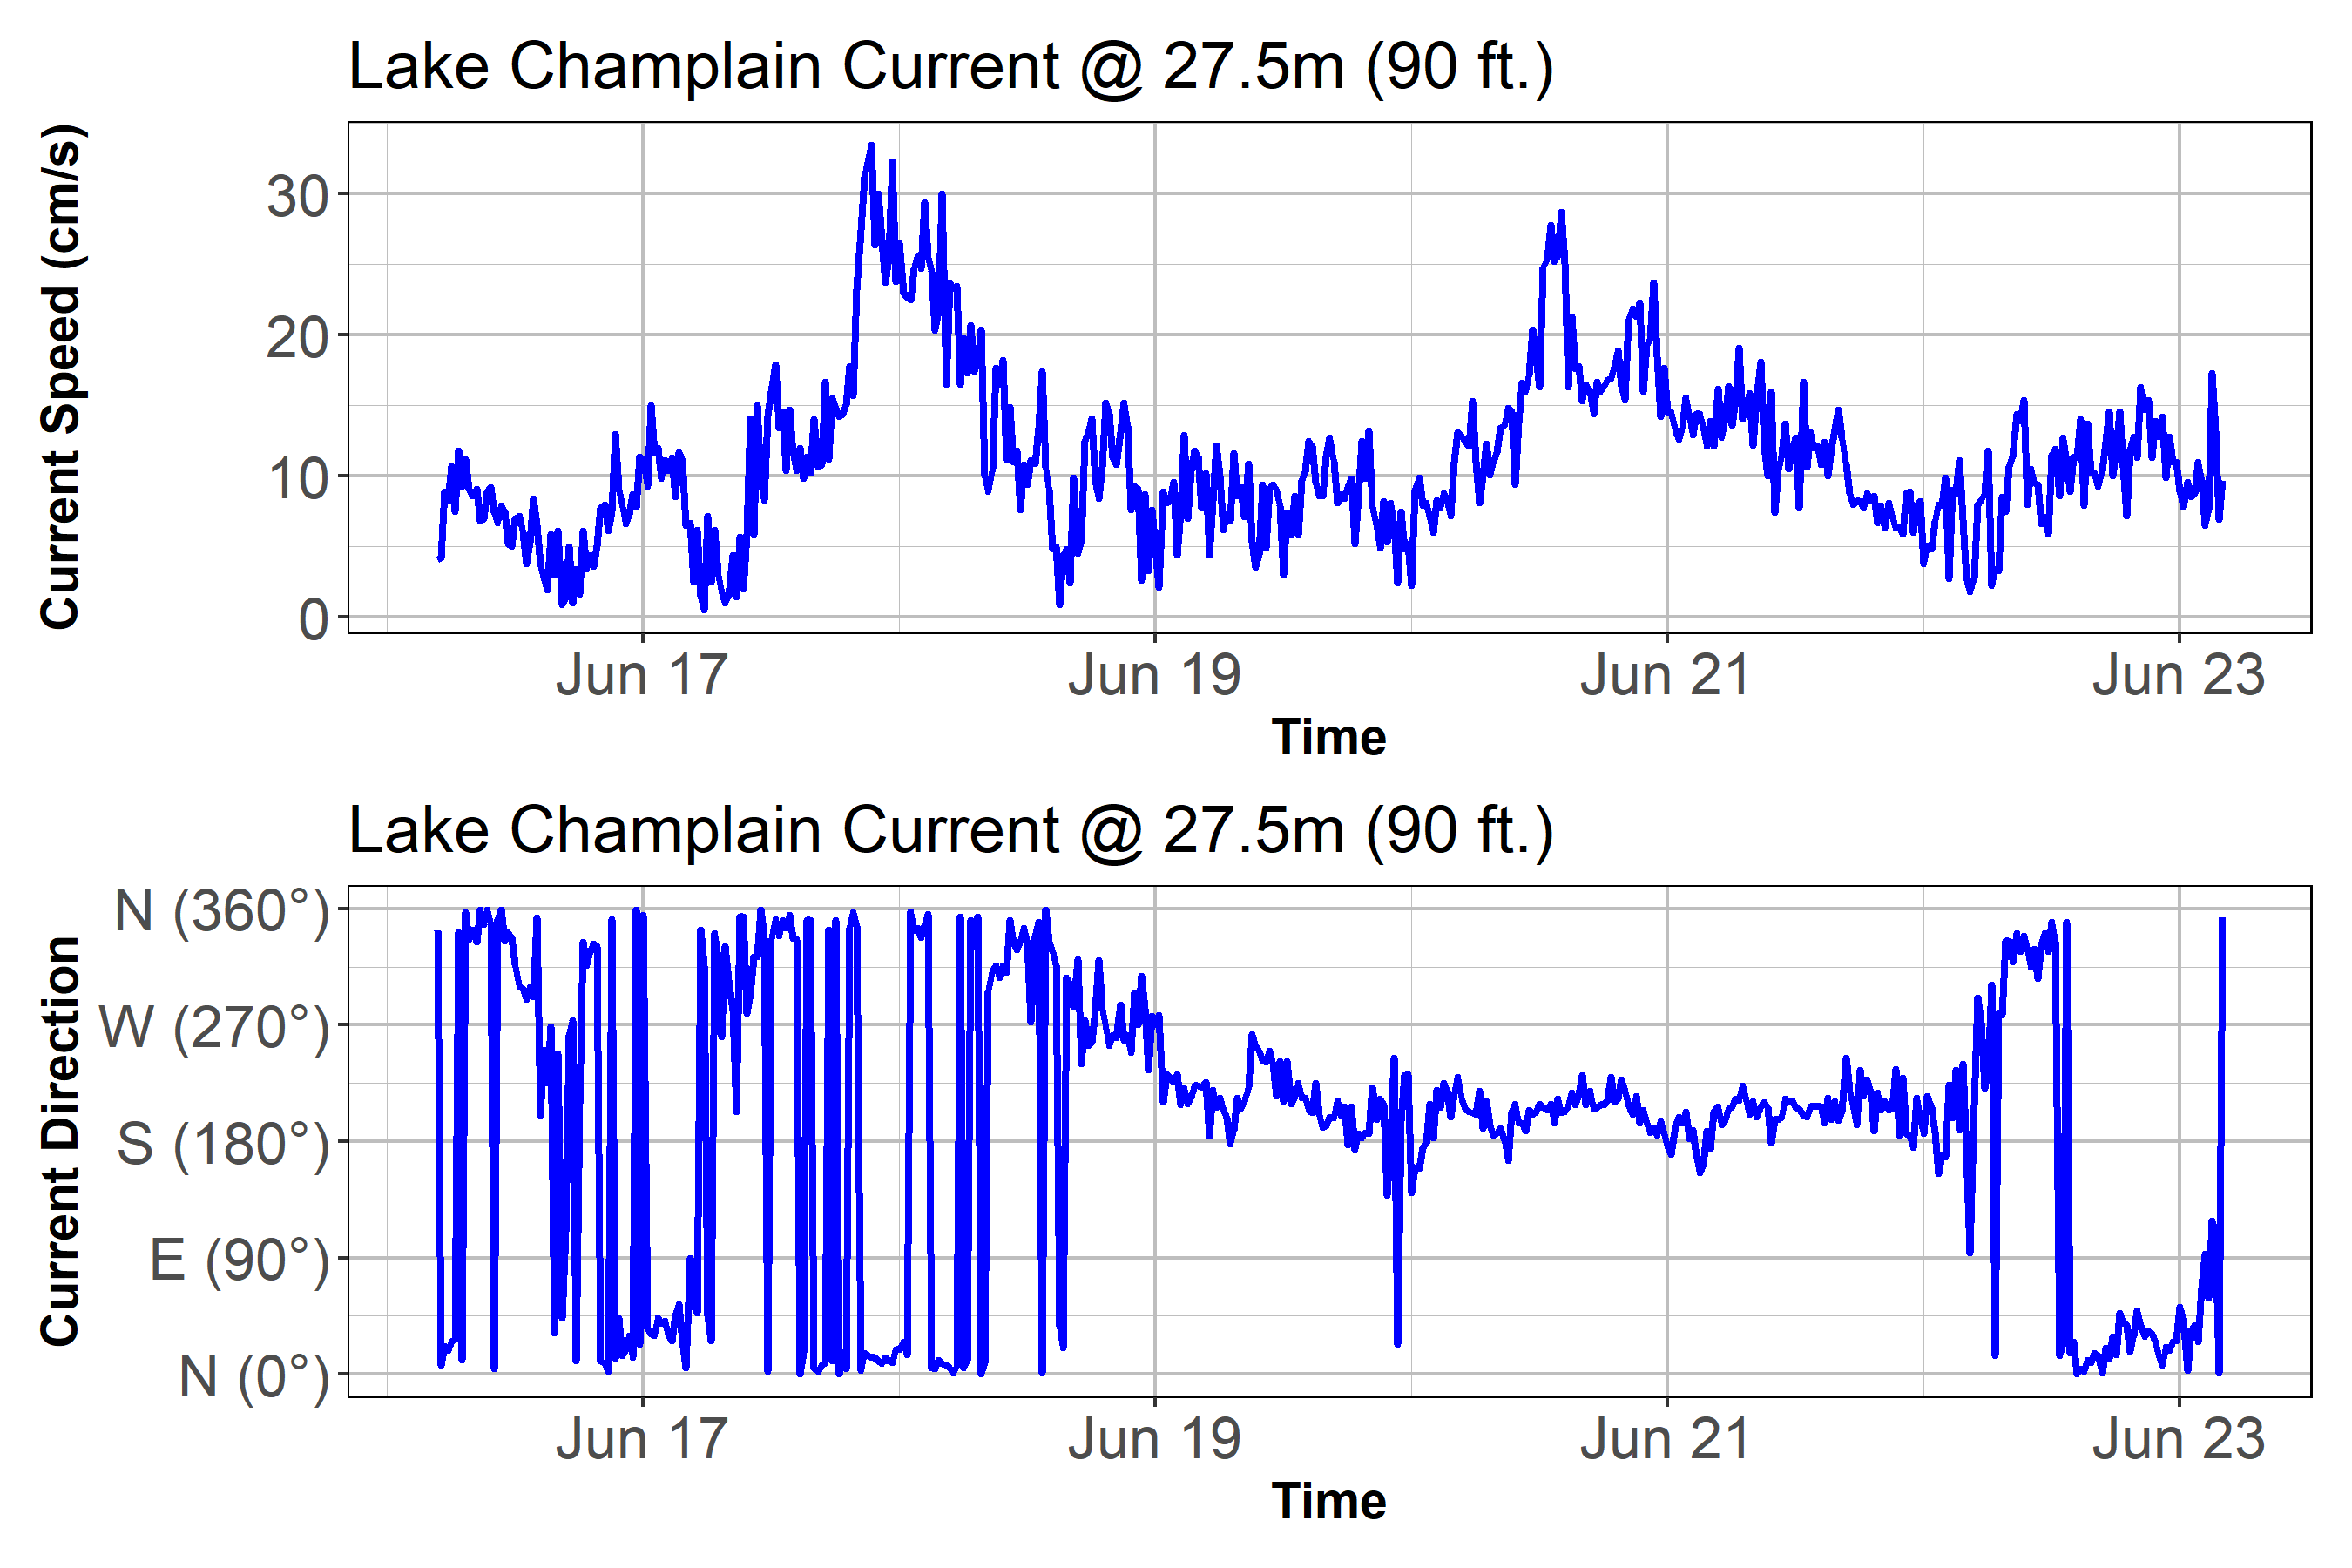 Lake Champlain Current @ 27.5m (90 ft.)
Current Speed (cm/s)
30
20
10
0
Jun 17 Jun 19 Jun 21 Jun 23
Time
Lake Champlain Current @ 27.5m (90 ft.)
Current Direction
N (360°)
W (270°)
S (180°)
E (90°)
N (0°)
Jun 17 Jun 19 Jun 21 Jun 23
Time